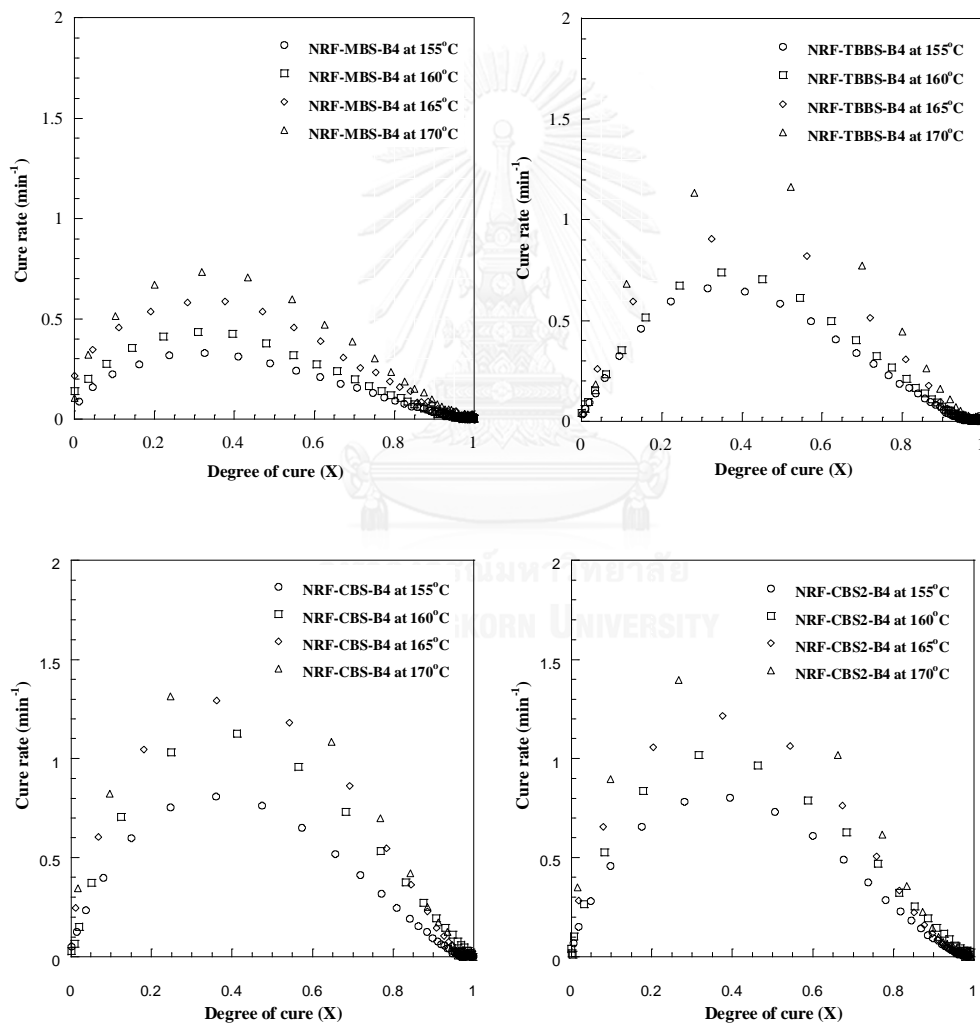 2
1.5
1
0.5
0
0 0.2 0.4 0.6 0.8 1
Cure rate (min⁻¹)
Degree of cure (X)
NRF-MBS-B4 at 155°C
NRF-MBS-B4 at 160°C
NRF-MBS-B4 at 165°C
NRF-MBS-B4 at 170°C
2
1.5
1
0.5
0
0 0.2 0.4 0.6 0.8 1
Cure rate (min⁻¹)
Degree of cure (X)
NRF-TBBS-B4 at 155°C
NRF-TBBS-B4 at 160°C
NRF-TBBS-B4 at 165°C
NRF-TBBS-B4 at 170°C
2
1.5
1
0.5
0
0 0.2 0.4 0.6 0.8 1
Cure rate (min⁻¹)
Degree of cure (X)
NRF-CBS-B4 at 155°C
NRF-CBS-B4 at 160°C
NRF-CBS-B4 at 165°C
NRF-CBS-B4 at 170°C
2
1.5
1
0.5
0
0 0.2 0.4 0.6 0.8 1
Cure rate (min⁻¹)
Degree of cure (X)
NRF-CBS2-B4 at 155°C
NRF-CBS2-B4 at 160°C
NRF-CBS2-B4 at 165°C
NRF-CBS2-B4 at 170°C
UNIVERSITY